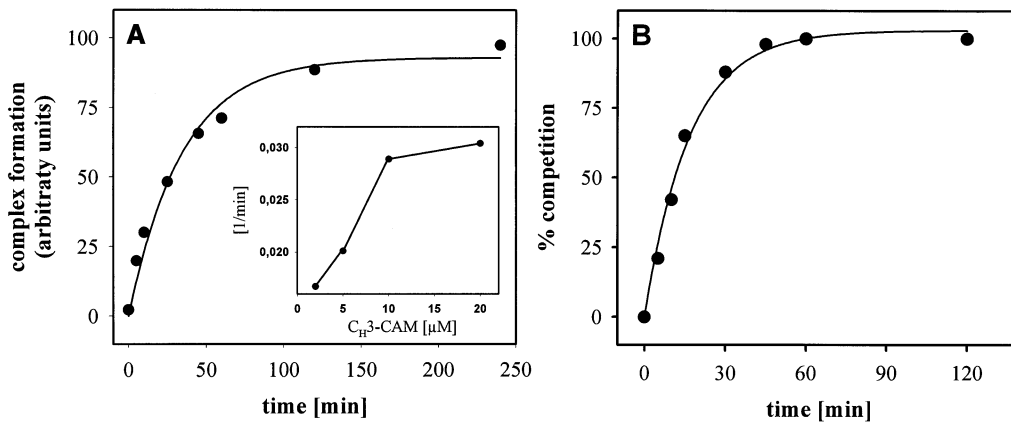 A
complex formation
(arbitraty units)
100
75
50
25
0
0 50 100 150 200 250
time [min]
[1/min]
0,030
0,025
0,020
0 5 10 15 20
CH3-CAM [µM]
B
% competition
100
75
50
25
0
0 30 60 90 120
time [min]